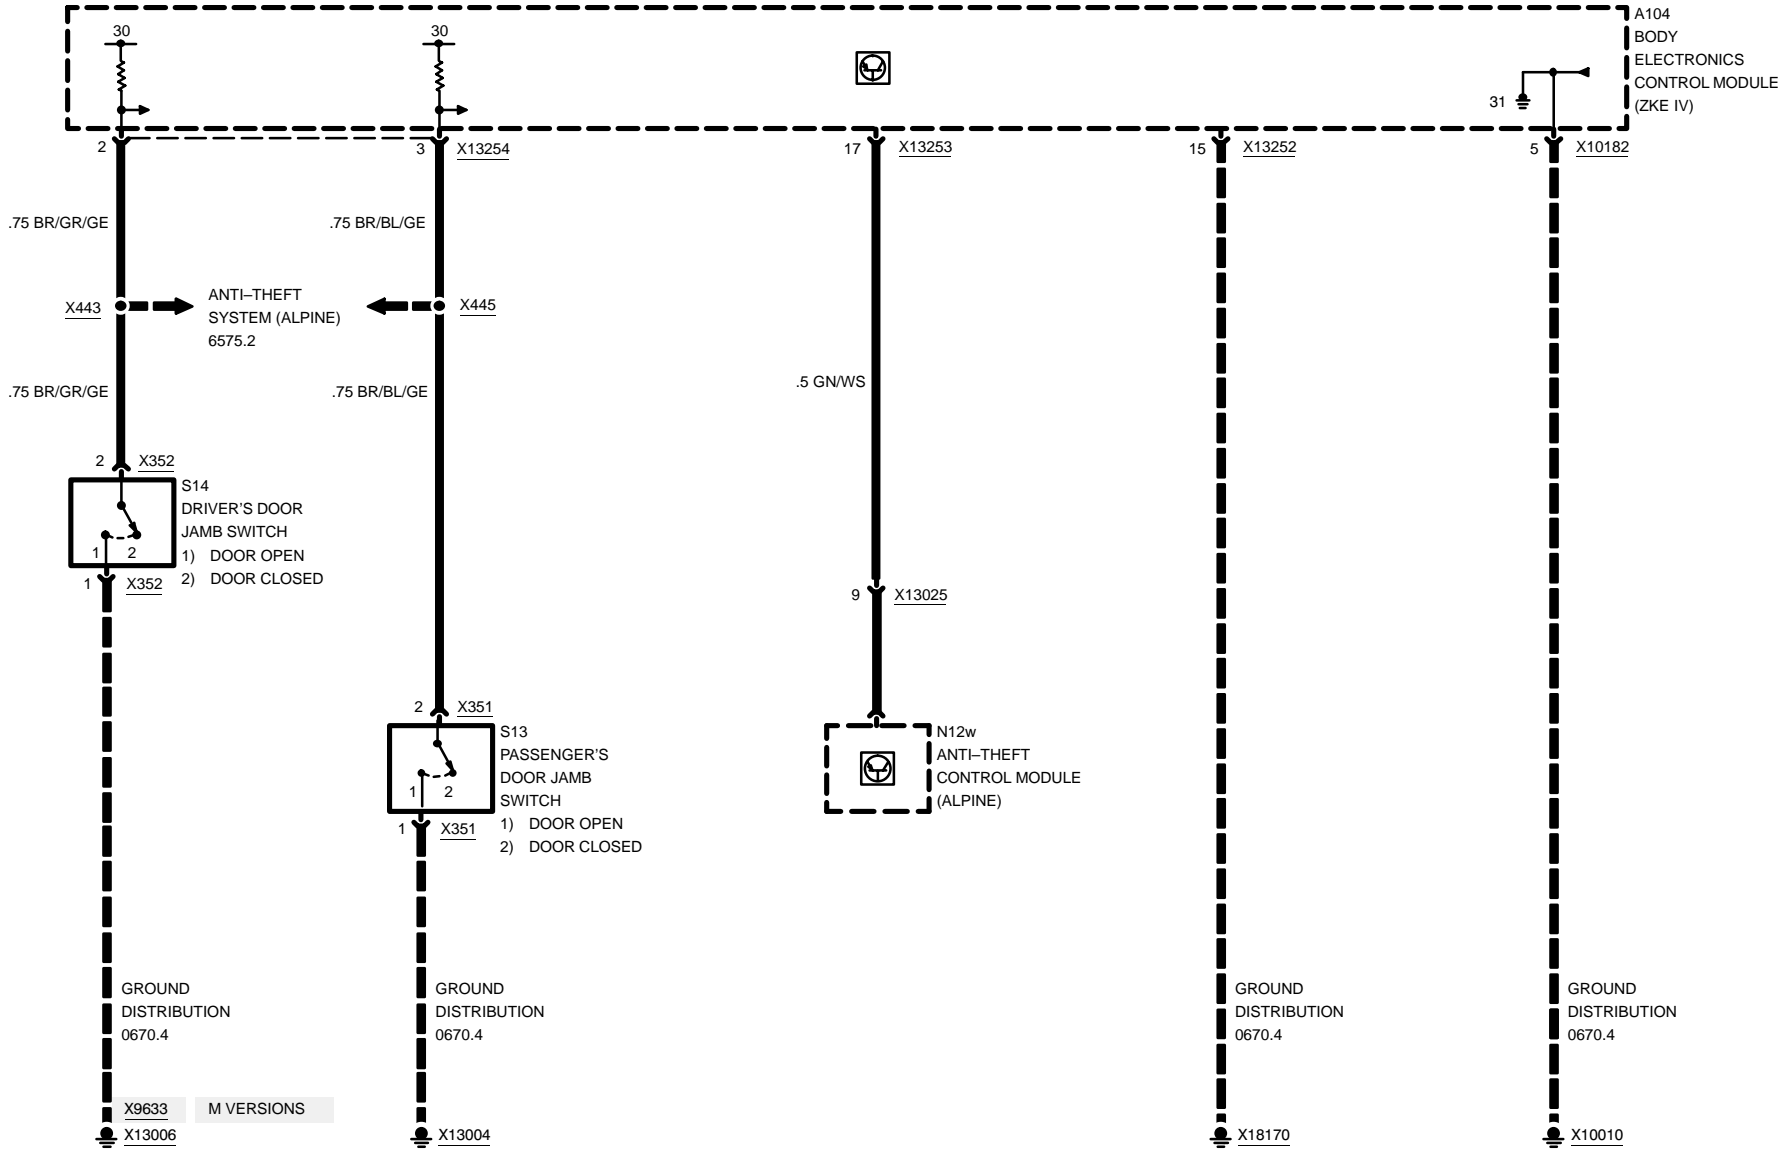 30
30
31
A104
BODY
ELECTRONICS
CONTROL MODULE
(ZKE IV)
2
3 X13254
17 X13253
15 X13252
5 X10182
.75 BR/GR/GE
.75 BR/BL/GE
X443
ANTI–THEFT
SYSTEM (ALPINE)
6575.2
X445
.75 BR/GR/GE
.75 BR/BL/GE
.5 GN/WS
2 X352
S14
DRIVER'S DOOR
JAMB SWITCH
1) DOOR OPEN
2) DOOR CLOSED
1 2
1 X352
9 X13025
2 X351
S13
PASSENGER'S
DOOR JAMB
SWITCH
1) DOOR OPEN
2) DOOR CLOSED
1 2
1 X351
N12w
ANTI–THEFT
CONTROL MODULE
(ALPINE)
GROUND
DISTRIBUTION
0670.4
GROUND
DISTRIBUTION
0670.4
GROUND
DISTRIBUTION
0670.4
GROUND
DISTRIBUTION
0670.4
X9633 M VERSIONS
X13006
X13004
X18170
X10010